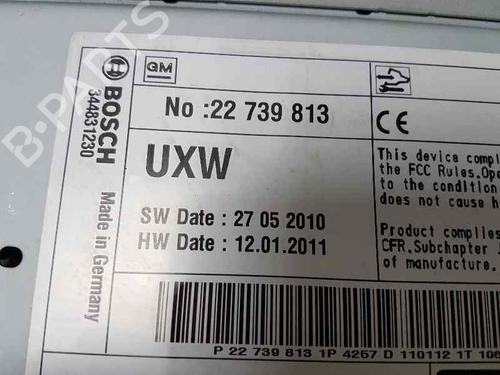 BOSCH
344831230
Made in Germany
GM
No :22 739 813
UXW
SW Date : 27 05 2010
HW Date : 12.01.2011
CE
This device compl
the FCC Rules.Ope
to the condition
does not cause h
Product complies
CFR.Subchapter
of manufacture.
P 22 739 813 1P 4267 D 110112 1T 106
B-PARTS